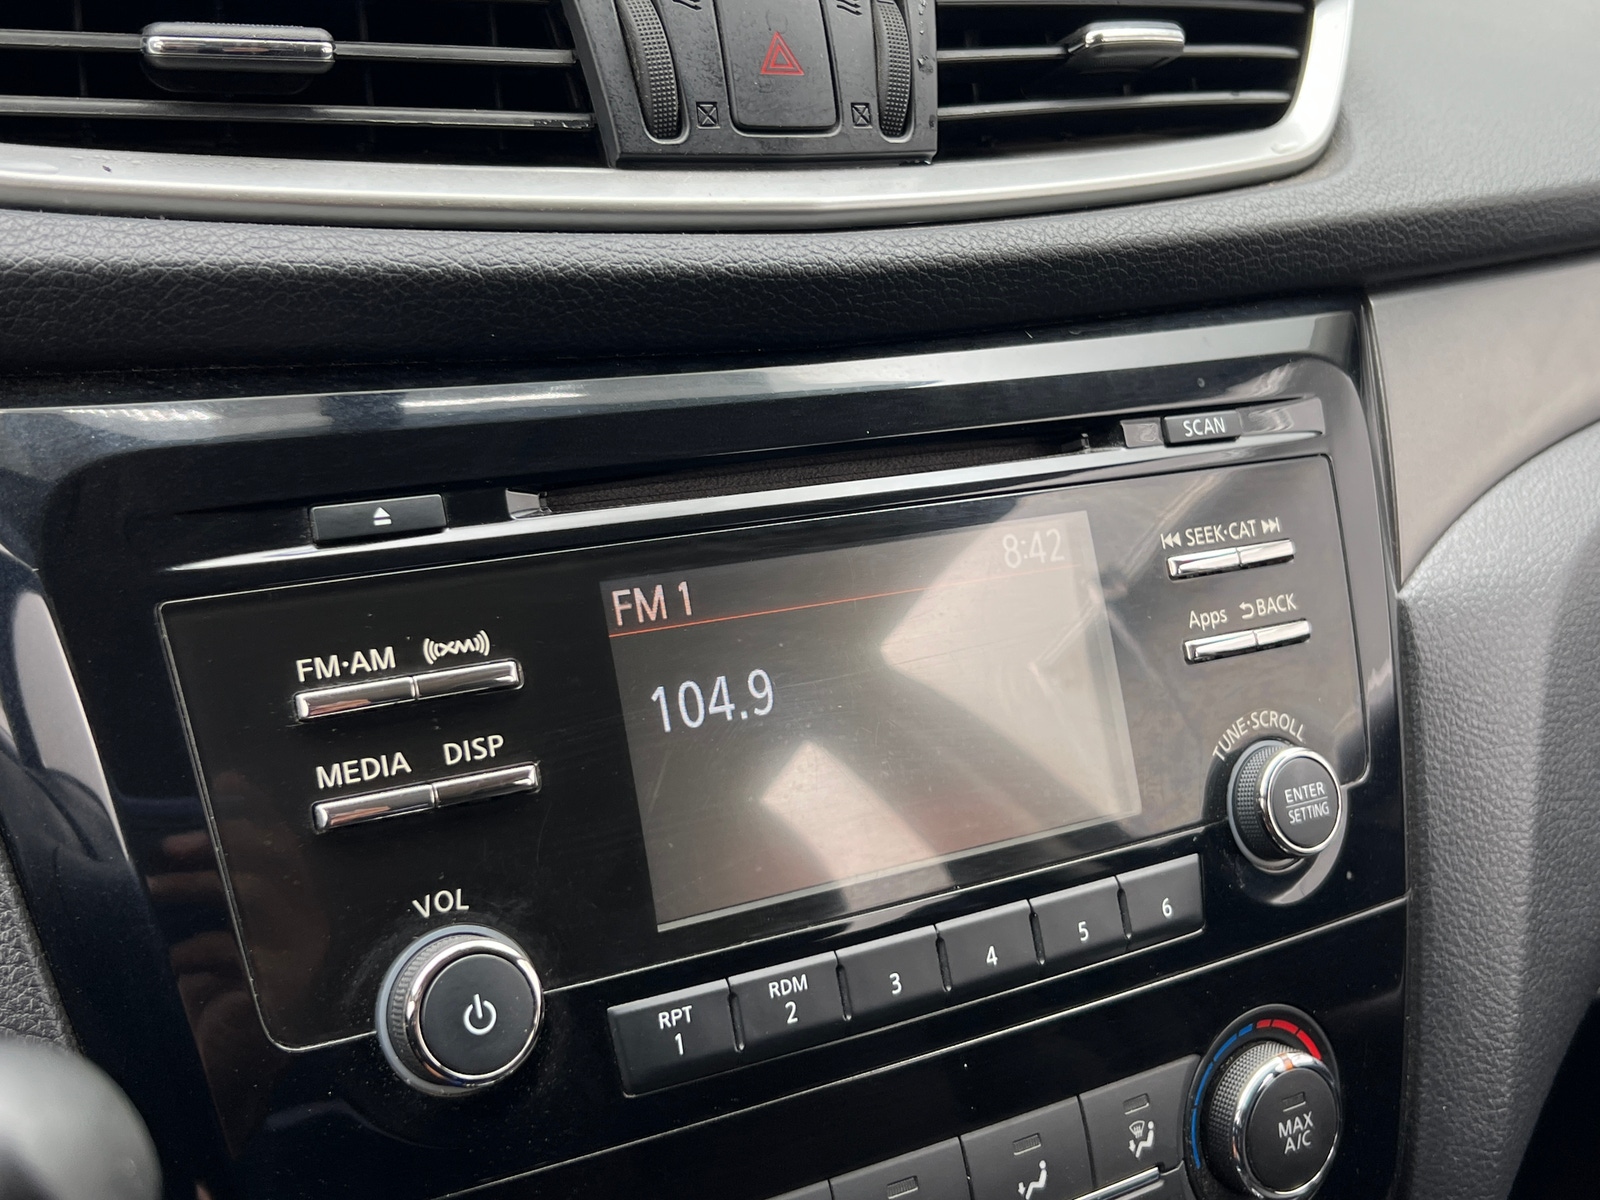 SCAN
SEEK·CAT
8:42
FM 1
Apps BACK
FM·AM ((XM))
104.9
TUNE·SCROLL
MEDIA DISP
ENTER
SETTING
VOL
RPT
1
RDM
2
3
4
5
6
MAX
A/C